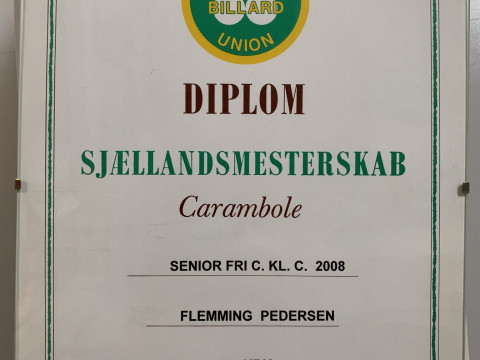 BILLARD
UNION
DIPLOM
SJÆLLANDSMESTERSKAB
Carambole
SENIOR FRI C. KL. C. 2008
FLEMMING PEDERSEN